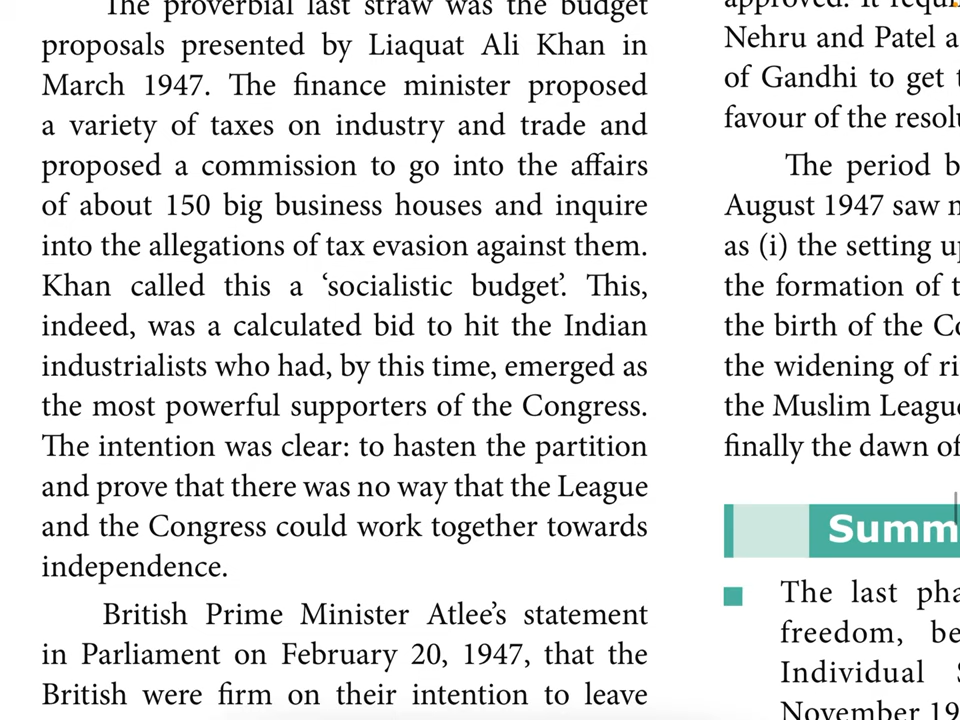 The proverbial last straw was the budget
proposals presented by Liaquat Ali Khan in
March 1947. The finance minister proposed
a variety of taxes on industry and trade and
proposed a commission to go into the affairs
of about 150 big business houses and inquire
into the allegations of tax evasion against them.
Khan called this a ‘socialistic budget’. This,
indeed, was a calculated bid to hit the Indian
industrialists who had, by this time, emerged as
the most powerful supporters of the Congress.
The intention was clear: to hasten the partition
and prove that there was no way that the League
and the Congress could work together towards
independence.
British Prime Minister Atlee’s statement
in Parliament on February 20, 1947, that the
British were firm on their intention to leave
approved. It
Nehru and Patel
of Gandhi to get
favour of the
The period
August 1947 saw
as (i) the setting
the formation of
the birth of the
the widening of
the Muslim
finally the dawn of
The last
freedom,
Individual
November